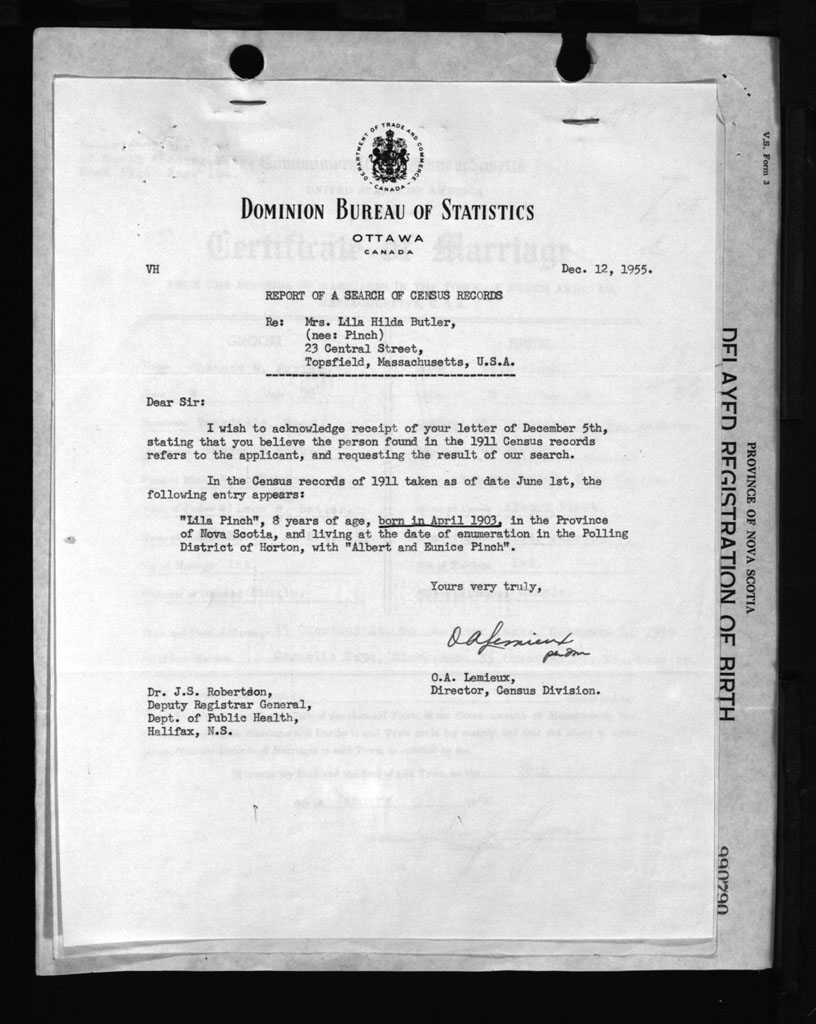 DEPARTMENT OF TRADE AND COMMERCE
CANADA
DOMINION BUREAU OF STATISTICS
OTTAWA
CANADA
VH
Dec. 12, 1955.
REPORT OF A SEARCH OF CENSUS RECORDS
Re: Mrs. Lila Hilda Butler,
(nee: Pinch)
23 Central Street,
Topsfield, Massachusetts, U.S.A.
Dear Sir:
I wish to acknowledge receipt of your letter of December 5th,
stating that you believe the person found in the 1911 Census records
refers to the applicant, and requesting the result of our search.
In the Census records of 1911 taken as of date June 1st, the
following entry appears:
"Lila Pinch", 8 years of age, born in April 1903, in the Province
of Nova Scotia, and living at the date of enumeration in the Polling
District of Horton, with "Albert and Eunice Pinch".
Yours very truly,
O A Lemieux
O.A. Lemieux,
Director, Census Division.
Dr. J.S. Robertson,
Deputy Registrar General,
Dept. of Public Health,
Halifax, N.S.
V.S. Form 3
PROVINCE OF NOVA SCOTIA
DELAYED REGISTRATION OF BIRTH
Certificate of Marriage
GROOM